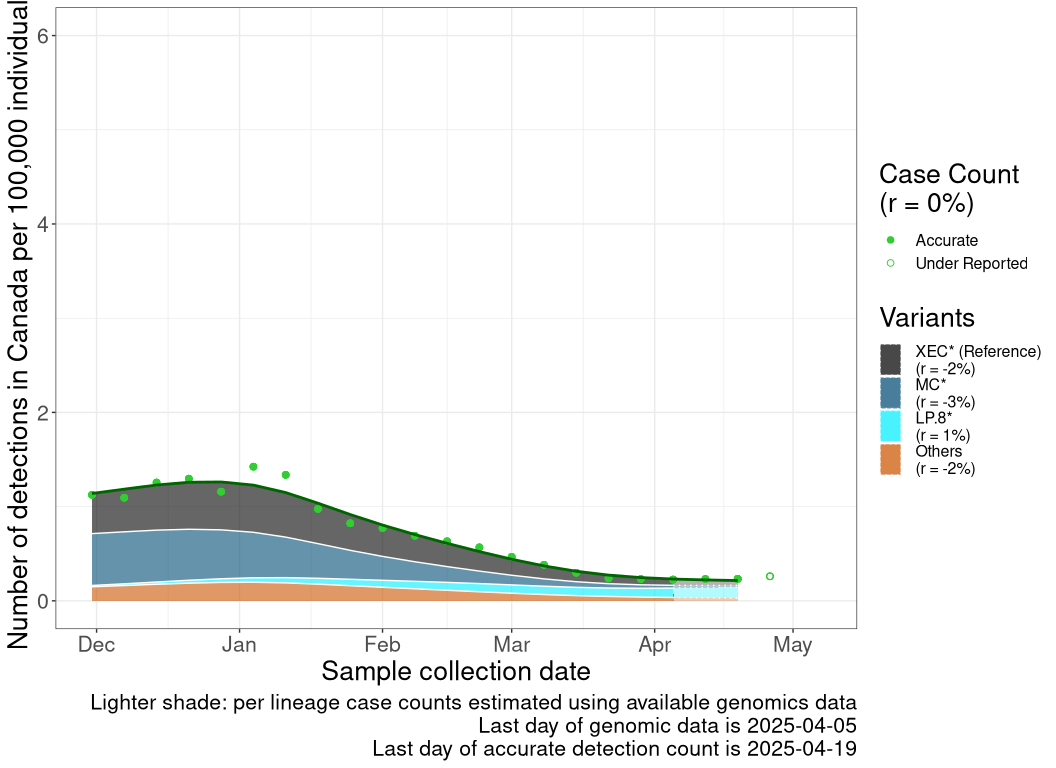 Number of detections in Canada per 100,000 individual
6
4
2
0
Dec
Jan
Feb
Mar
Apr
May
Sample collection date
Case Count
(r = 0%)
Accurate
Under Reported
Variants
XEC* (Reference)
(r = -2%)
MC*
(r = -3%)
LP.8*
(r = 1%)
Others
(r = -2%)
Lighter shade: per lineage case counts estimated using available genomics data
Last day of genomic data is 2025-04-05
Last day of accurate detection count is 2025-04-19